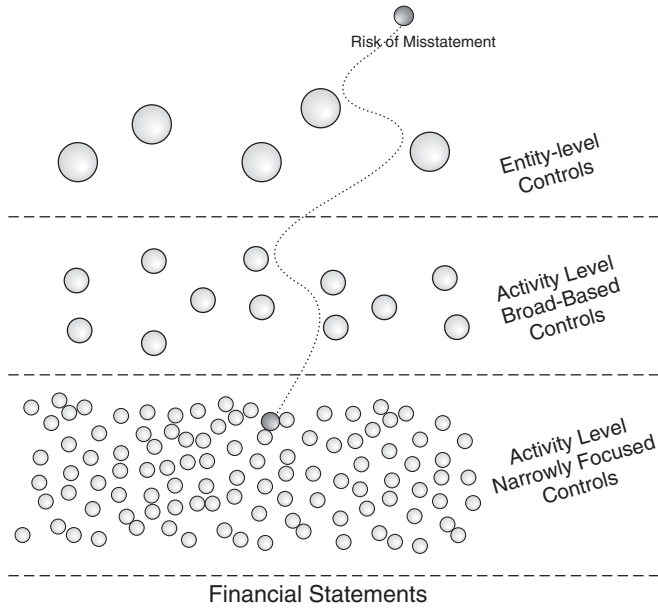 Risk of Misstatement
Entity-level
Controls
Activity Level
Broad-Based
Controls
Activity Level
Narrowly Focused
Controls
Financial Statements